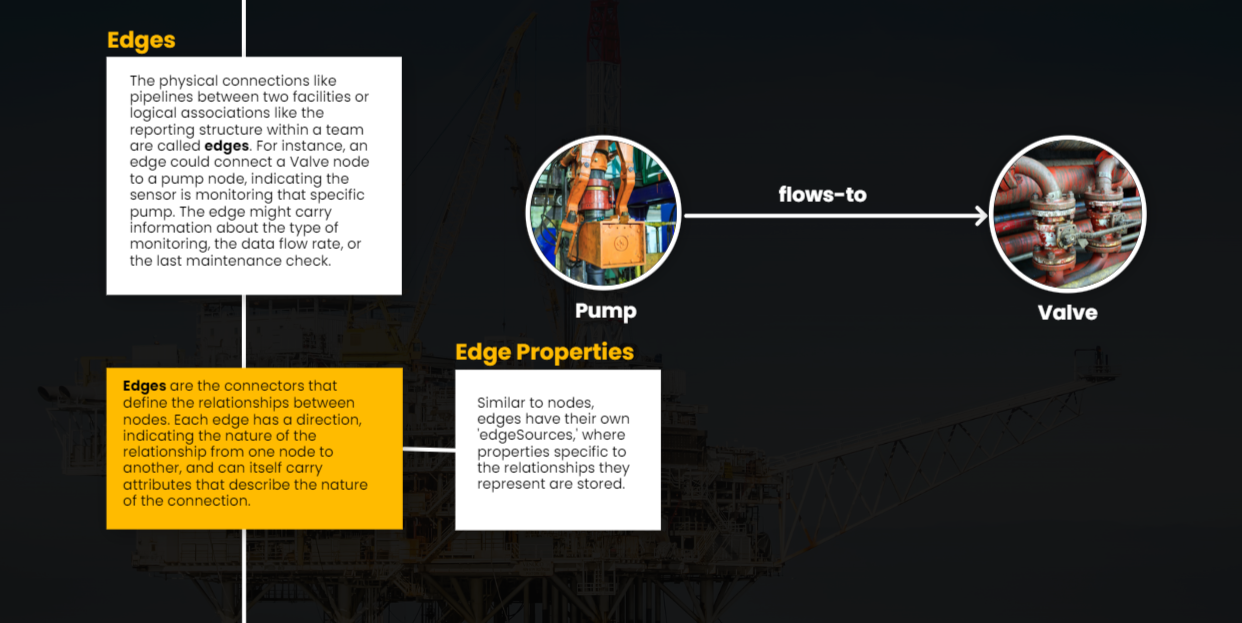 Edges
The physical connections like
pipelines between two facilities or
logical associations like the
reporting structure within a team
are called edges. For instance, an
edge could connect a Valve node
to a pump node, indicating the
sensor is monitoring that specific
pump. The edge might carry
information about the type of
monitoring, the data flow rate, or
the last maintenance check.
flows-to
Pump
Valve
Edges are the connectors that
define the relationships between
nodes. Each edge has a direction,
indicating the nature of the
relationship from one node to
another, and can itself carry
attributes that describe the nature
of the connection.
Edge Properties
Similar to nodes,
edges have their own
'edgeSources,' where
properties specific to
the relationships they
represent are stored.